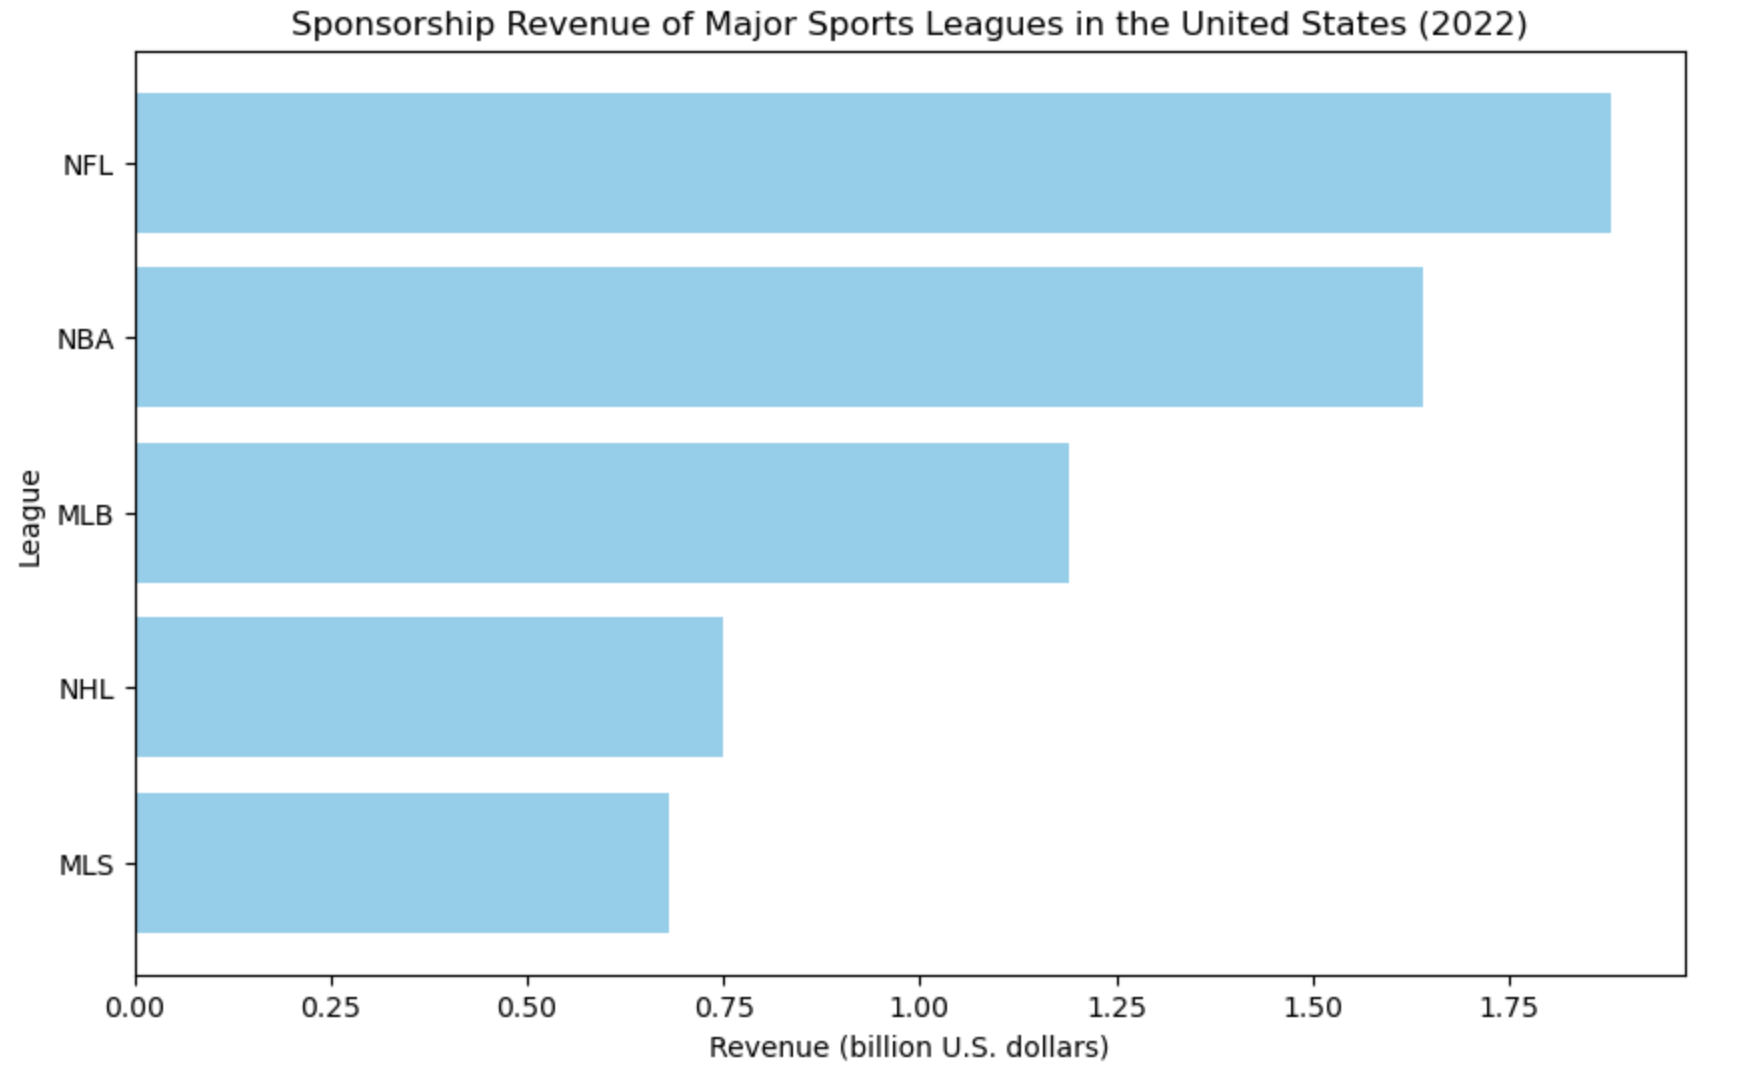 Sponsorship Revenue of Major Sports Leagues in the United States (2022)
League
NFL
NBA
MLB
NHL
MLS
0.00 0.25 0.50 0.75 1.00 1.25 1.50 1.75
Revenue (billion U.S. dollars)